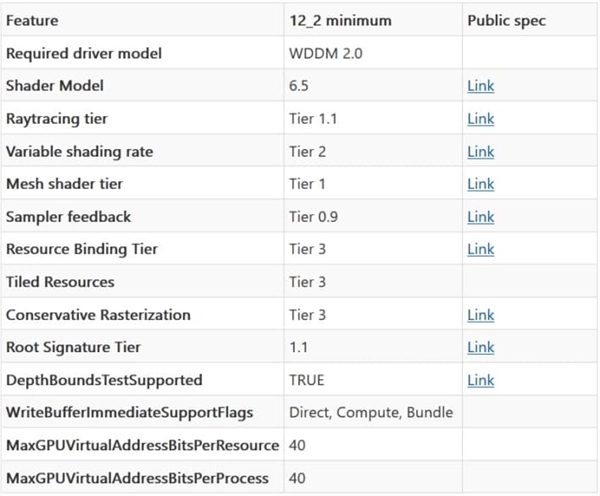 Feature 12_2 minimum Public spec
Required driver model WDDM 2.0
Shader Model 6.5 Link
Raytracing tier Tier 1.1 Link
Variable shading rate Tier 2 Link
Mesh shader tier Tier 1 Link
Sampler feedback Tier 0.9 Link
Resource Binding Tier Tier 3 Link
Tiled Resources Tier 3
Conservative Rasterization Tier 3 Link
Root Signature Tier 1.1 Link
DepthBoundsTestSupported TRUE Link
WriteBufferImmediateSupportFlags Direct, Compute, Bundle
MaxGPUVirtualAddressBitsPerResource 40
MaxGPUVirtualAddressBitsPerProcess 40